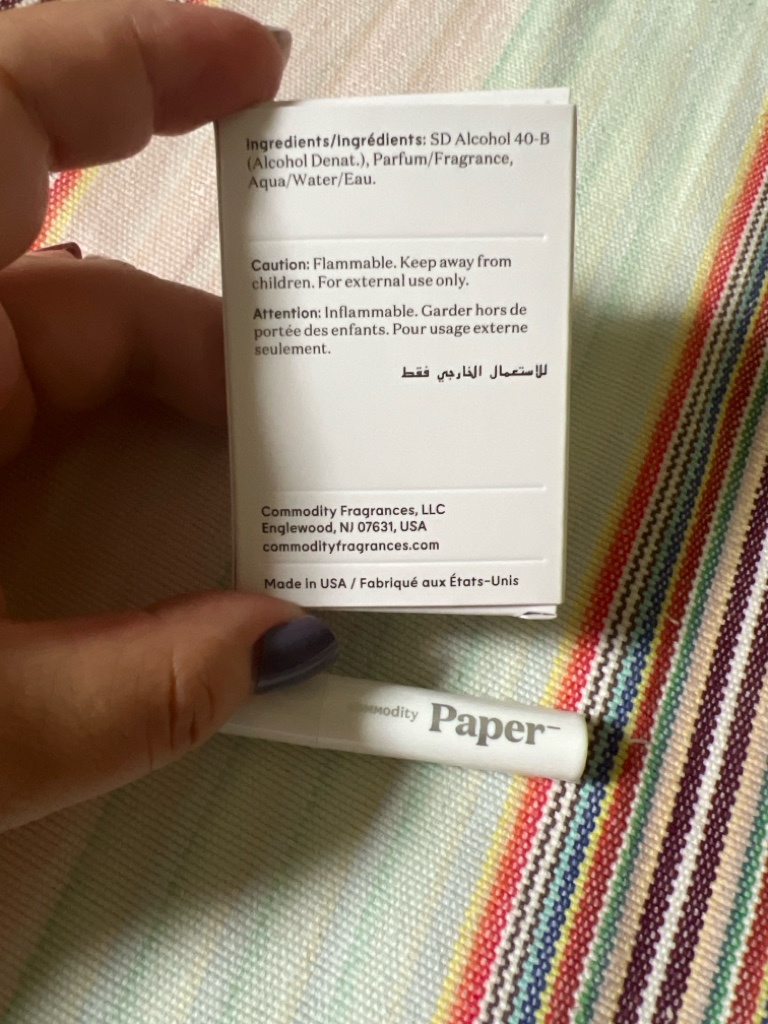 Ingredients/Ingrédients: SD Alcohol 40-B
(Alcohol Denat.), Parfum/Fragrance,
Aqua/Water/Eau.
Caution: Flammable. Keep away from
children. For external use only.
Attention: Inflammable. Garder hors de
portée des enfants. Pour usage externe
seulement.
للاستعمال الخارجي فقط
Commodity Fragrances, LLC
Englewood, NJ 07631, USA
commodityfragrances.com
Made in USA / Fabriqué aux États-Unis
commodity Paper-